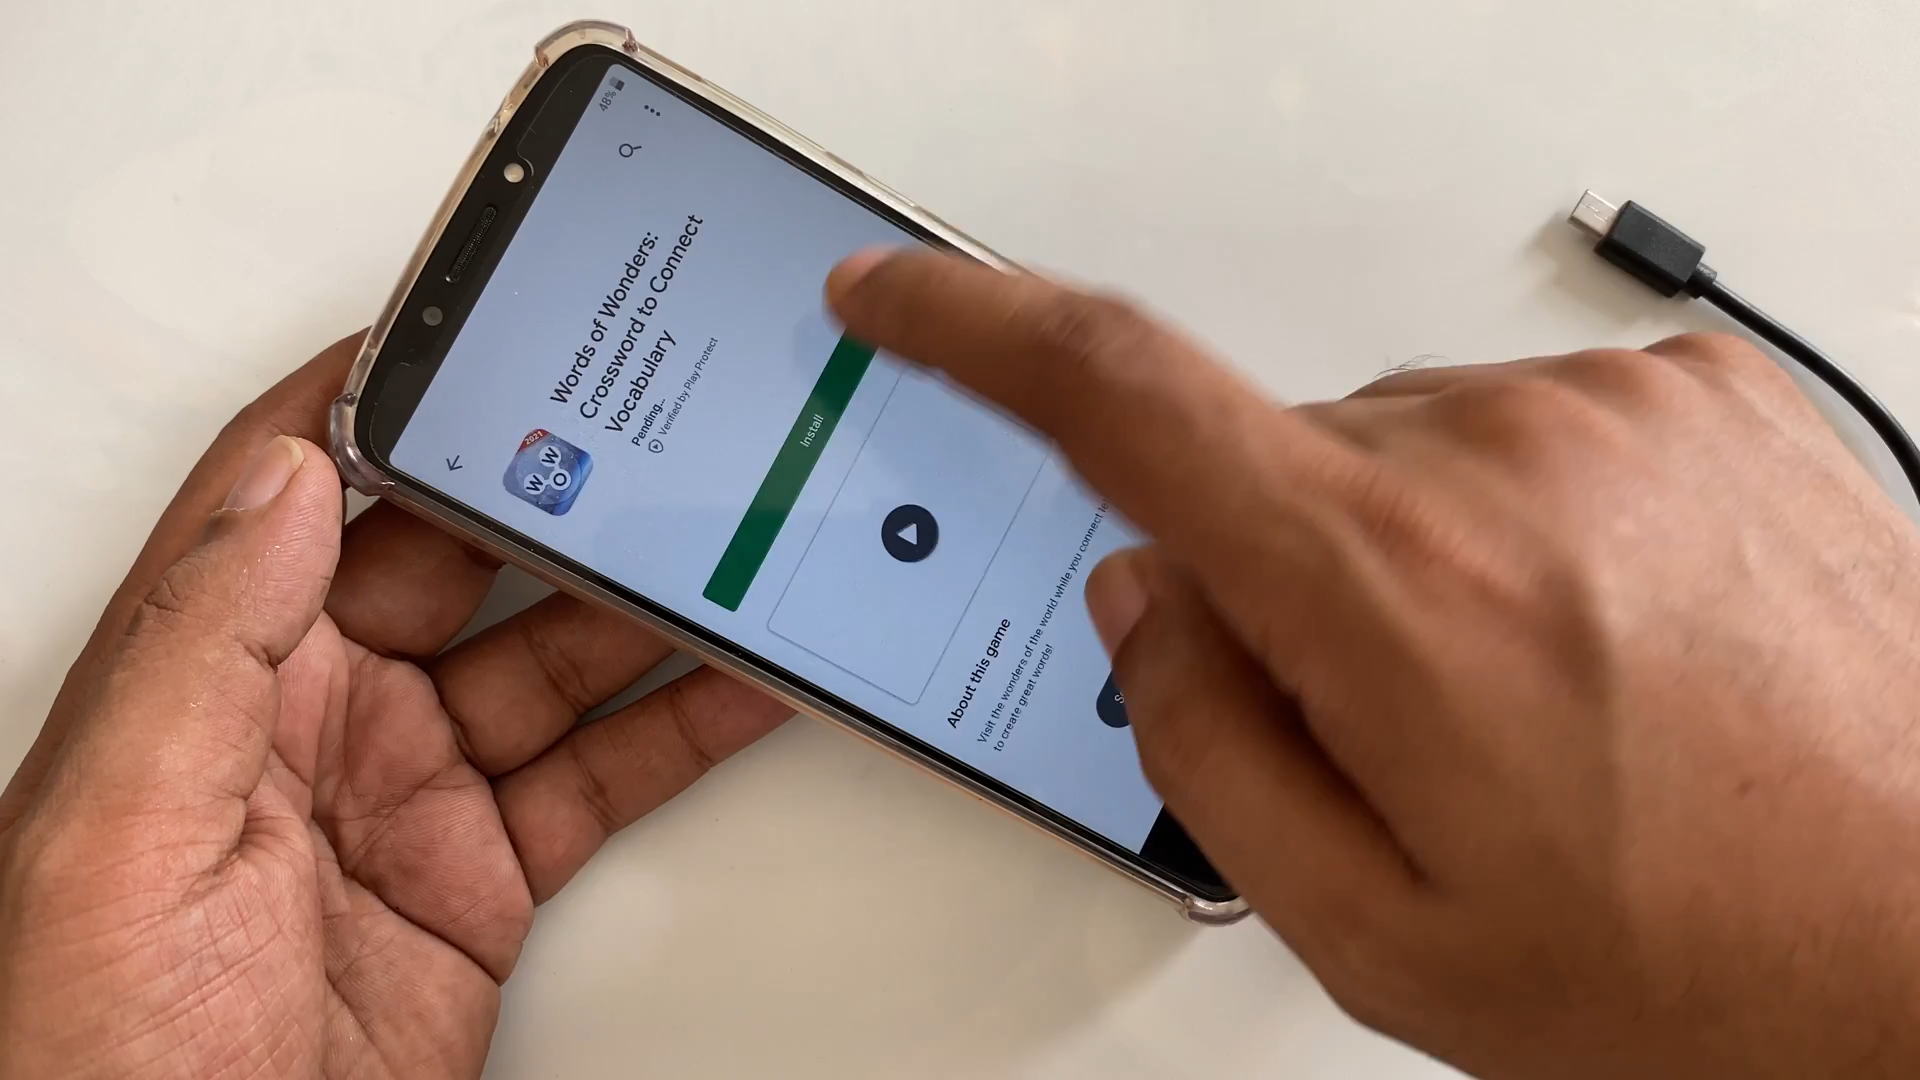 48%
Words of Wonders:
Crossword to Connect
Vocabulary
Pending...
Verified by Play Protect
2021
W W
O
Install
About this game
Visit the wonders of the world while you connect
to create great words!